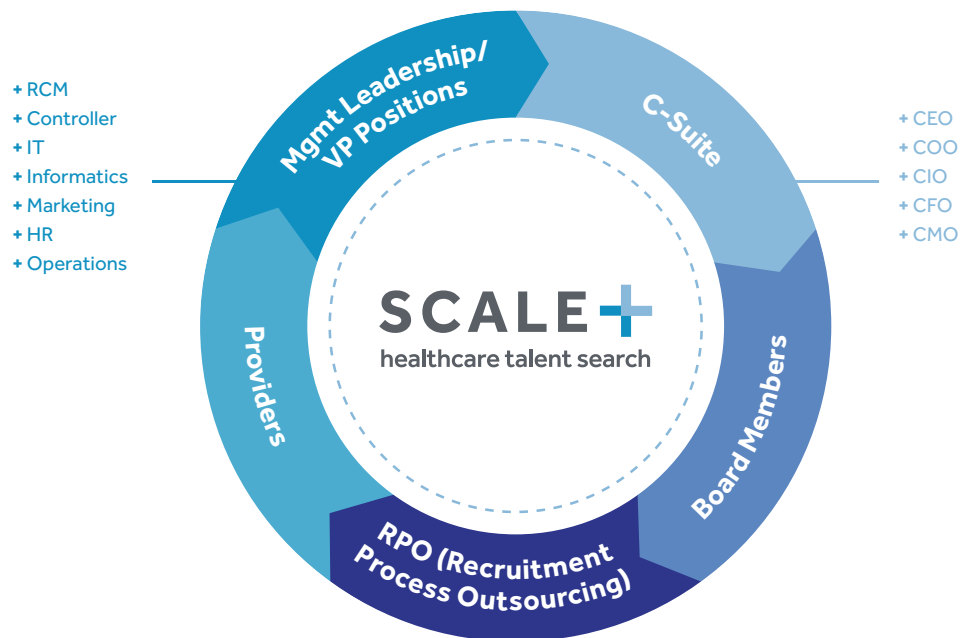 Mgmt Leadership/
VP Positions
C-Suite
+ RCM
+ Controller
+ IT
+ Informatics
+ Marketing
+ HR
+ Operations
+ CEO
+ COO
+ CIO
+ CFO
+ CMO
SCALE+
healthcare talent search
Providers
Board Members
RPO (Recruitment
Process Outsourcing)